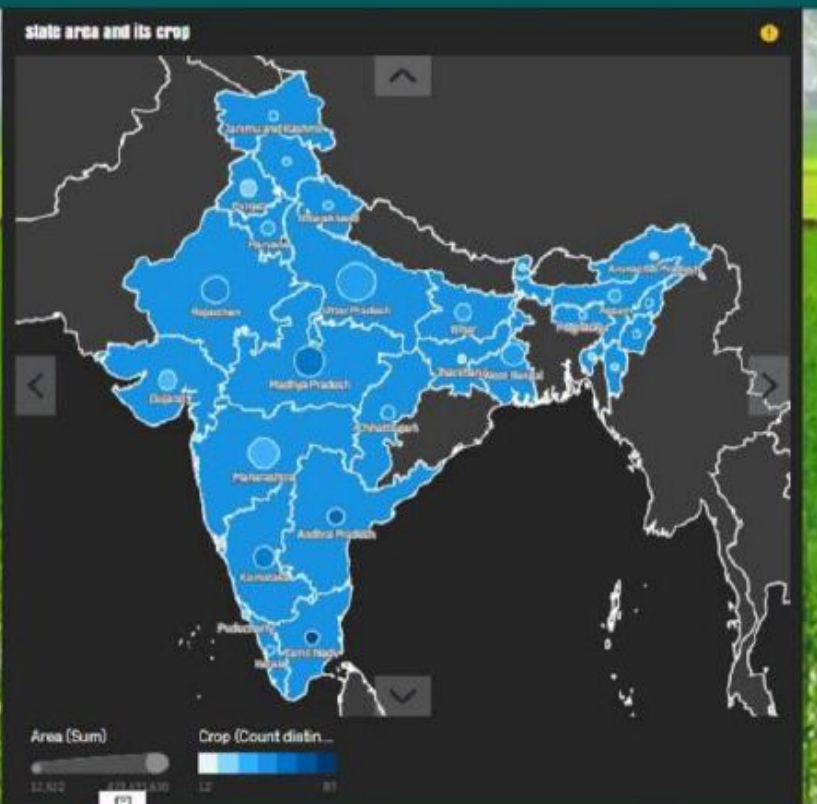 state area and its crop
Jammu and Kashmir
Punjab
Uttarakhand
Haryana
Arunachal Pradesh
Rajasthan
Uttar Pradesh
Assam
Bihar
Meghalaya
Jharkhand
West Bengal
Madhya Pradesh
Gujarat
Chhattisgarh
Maharashtra
Andhra Pradesh
Karnataka
Puducherry
Tamil Nadu
Kerala
Area (Sum)
Crop (Count distin...
12,522
12